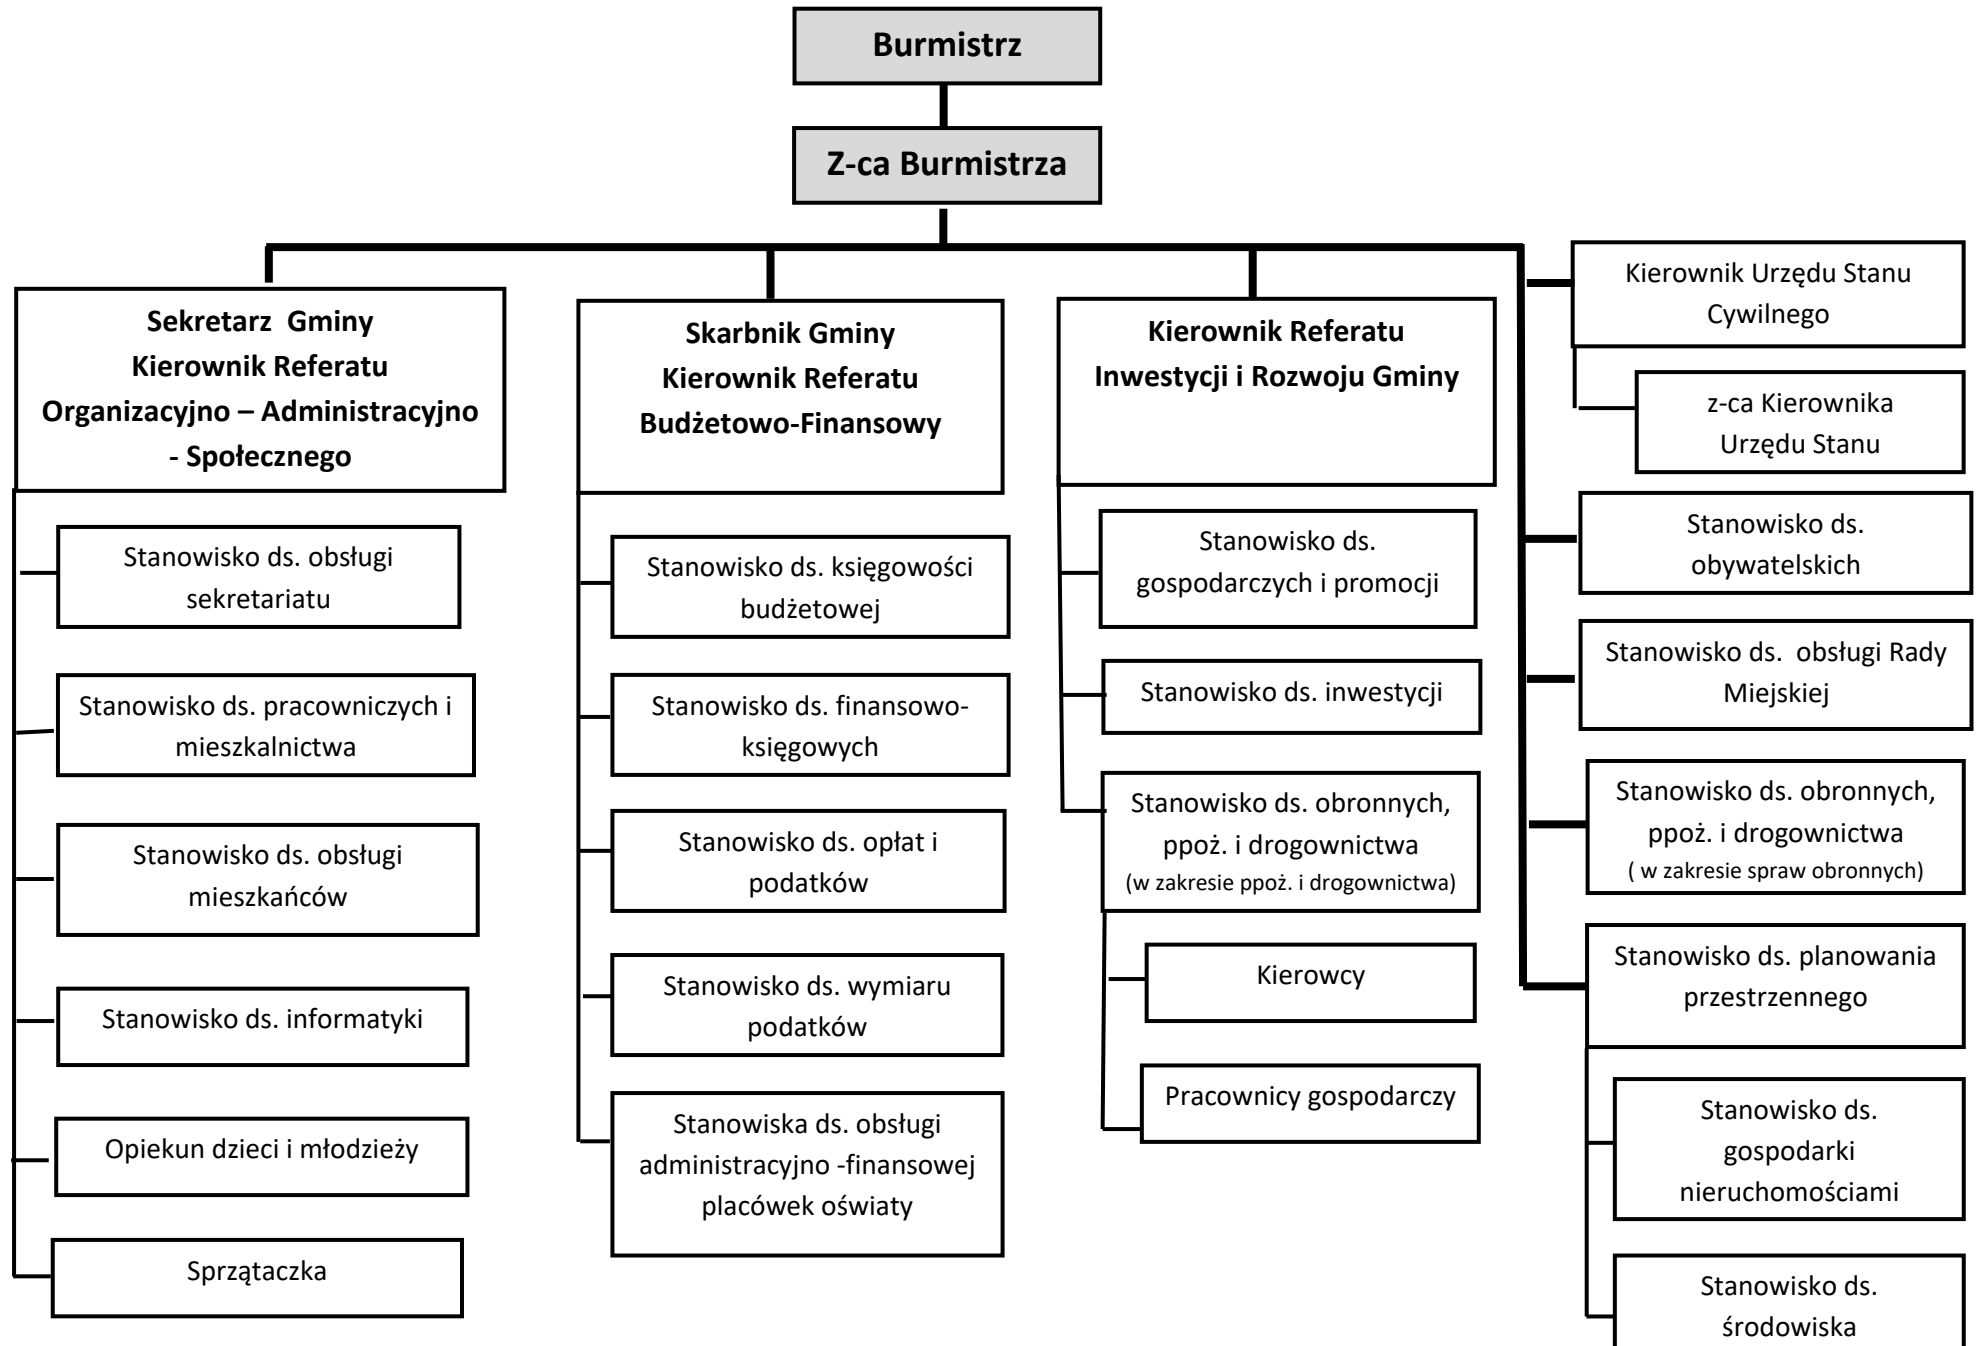 Burmistrz
Z-ca Burmistrza
Sekretarz Gminy
Kierownik Referatu
Organizacyjno – Administracyjno
- Społecznego
Stanowisko ds. obsługi
sekretariatu
Stanowisko ds. pracowniczych i
mieszkalnictwa
Stanowisko ds. obsługi
mieszkańców
Stanowisko ds. informatyki
Opiekun dzieci i młodzieży
Sprzątaczka
Skarbnik Gminy
Kierownik Referatu
Budżetowo-Finansowy
Stanowisko ds. księgowości
budżetowej
Stanowisko ds. finansowo-
księgowych
Stanowisko ds. opłat i
podatków
Stanowisko ds. wymiaru
podatków
Stanowiska ds. obsługi
administracyjno -finansowej
placówek oświaty
Kierownik Referatu
Inwestycji i Rozwoju Gminy
Stanowisko ds.
gospodarczych i promocji
Stanowisko ds. inwestycji
Stanowisko ds. obronnych,
ppoż. i drogownictwa
(w zakresie ppoż. i drogownictwa)
Kierowcy
Pracownicy gospodarczy
Kierownik Urzędu Stanu
Cywilnego
z-ca Kierownika
Urzędu Stanu
Stanowisko ds.
obywatelskich
Stanowisko ds. obsługi Rady
Miejskiej
Stanowisko ds. obronnych,
ppoż. i drogownictwa
( w zakresie spraw obronnych)
Stanowisko ds. planowania
przestrzennego
Stanowisko ds.
gospodarki
nieruchomościami
Stanowisko ds.
środowiska